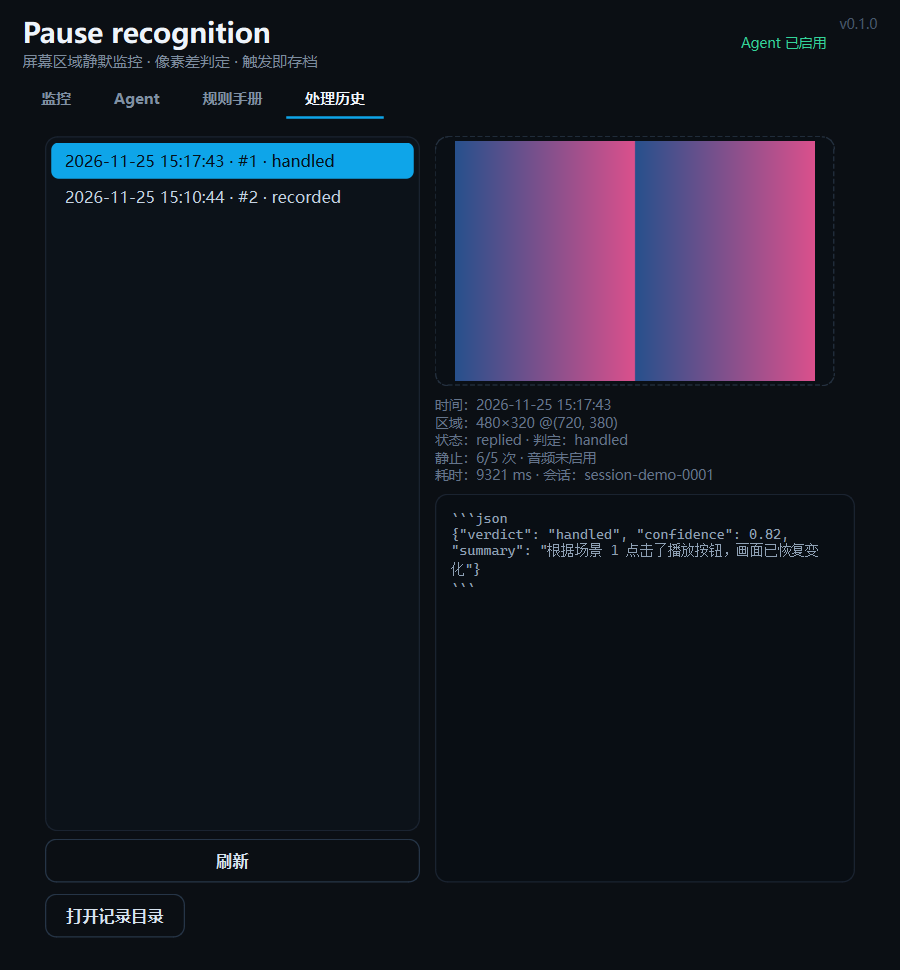 Pause recognition
v0.1.0
Agent 已启用
屏幕区域静默监控 · 像素差判定 · 触发即存档
监控 Agent 规则手册 处理历史
2026-11-25 15:17:43 · #1 · handled
2026-11-25 15:10:44 · #2 · recorded
时间：2026-11-25 15:17:43
区域：480×320 @(720, 380)
状态：replied · 判定：handled
静止：6/5 次 · 音频未启用
耗时：9321 ms · 会话：session-demo-0001
```json
{"verdict": "handled", "confidence": 0.82,
"summary": "根据场景 1 点击了播放按钮，画面已恢复变
化"}
```
刷新
打开记录目录